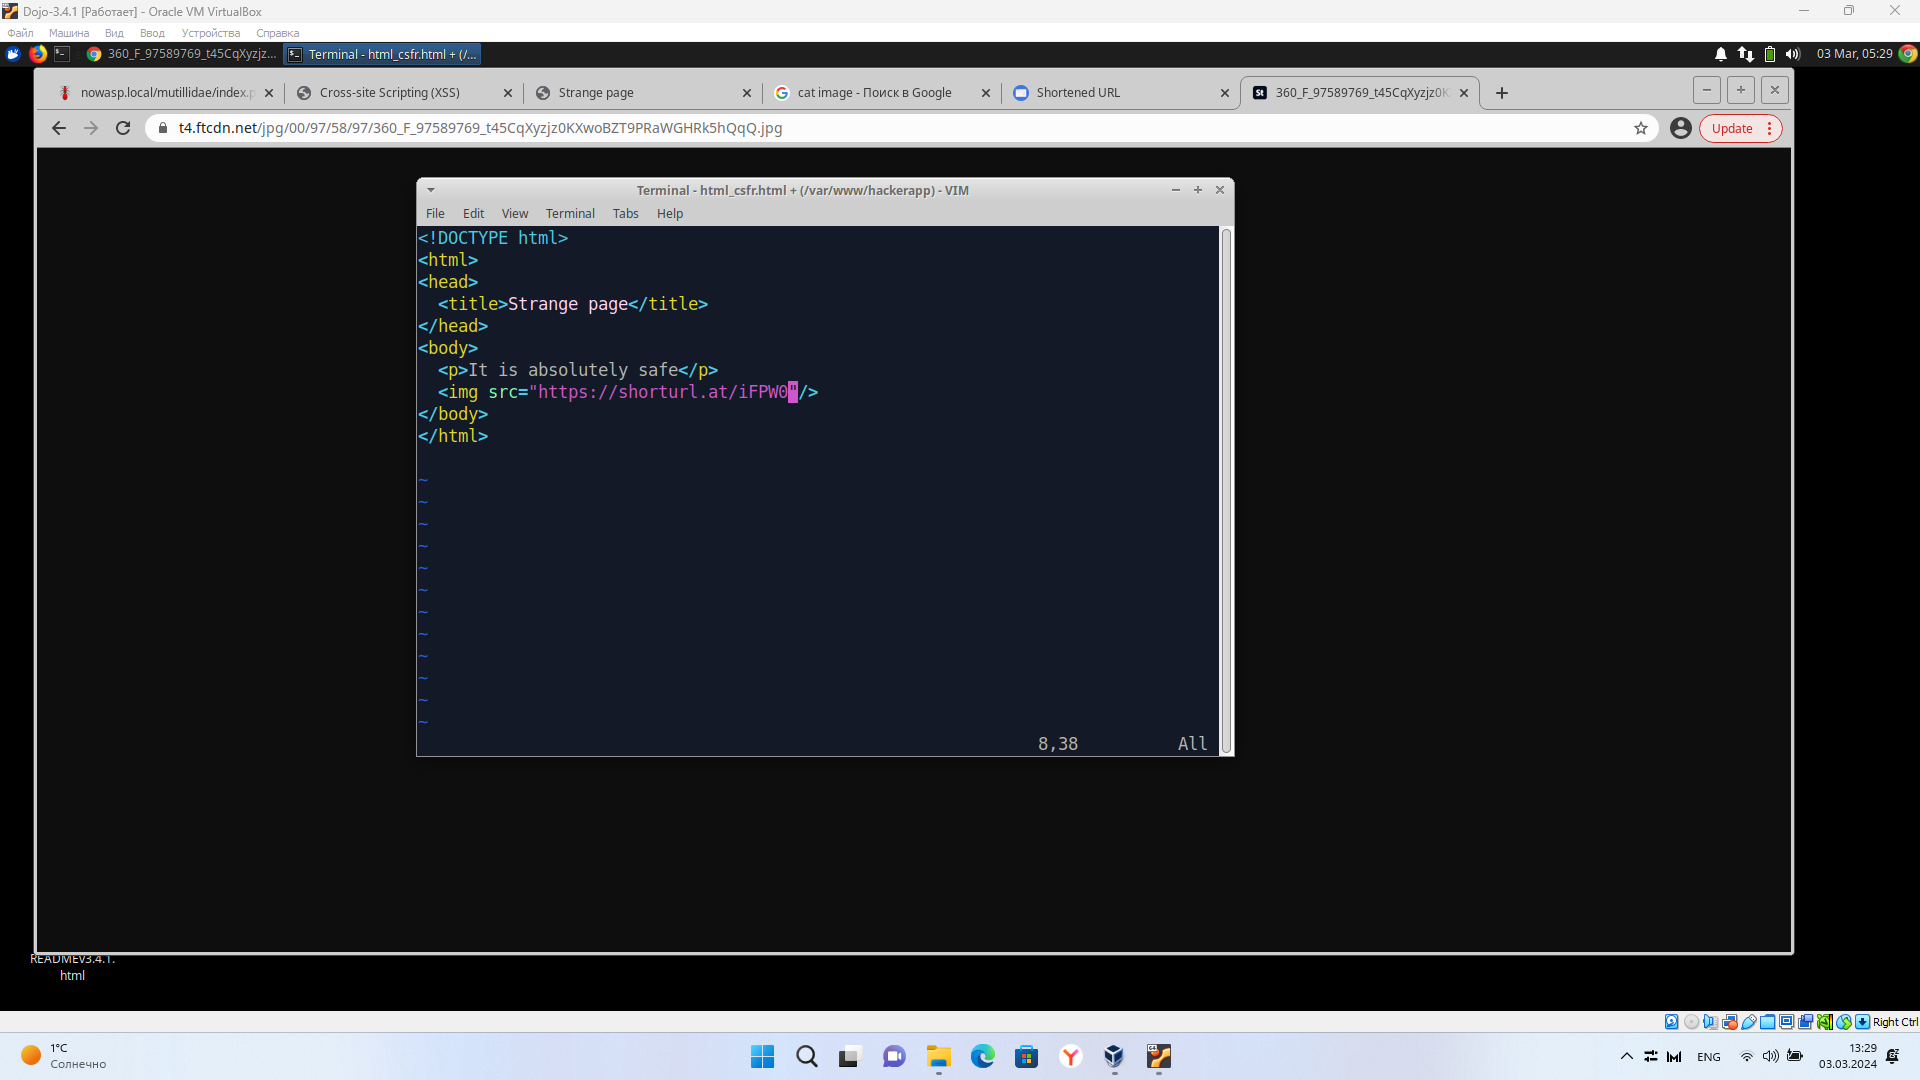 Dojo-3.4.1 [Работает] - Oracle VM VirtualBox
Файл Машина Вид Ввод Устройства Справка
360_F_97589769_t45CqXyzjz... Terminal - html_csfr.html + (/... 03 Mar, 05:29
nowasp.local/mutillidae/index.p Cross-site Scripting (XSS) Strange page cat image - Поиск в Google Shortened URL St 360_F_97589769_t45CqXyzjz0K
t4.ftcdn.net/jpg/00/97/58/97/360_F_97589769_t45CqXyzjz0KXwoBZT9PRaWGHRk5hQqQ.jpg Update
Terminal - html_csfr.html + (/var/www/hackerapp) - VIM
File Edit View Terminal Tabs Help
<!DOCTYPE html>
<html>
<head>
<title>Strange page</title>
</head>
<body>
<p>It is absolutely safe</p>
<img src="https://shorturl.at/iFPW0"/>
</body>
</html>
~
~
~
~
~
~
~
~
~
~
~
~
8,38 All
READMEv3.4.1.
html
Right Ctrl
1°C
Солнечно
ENG
13:29
03.03.2024